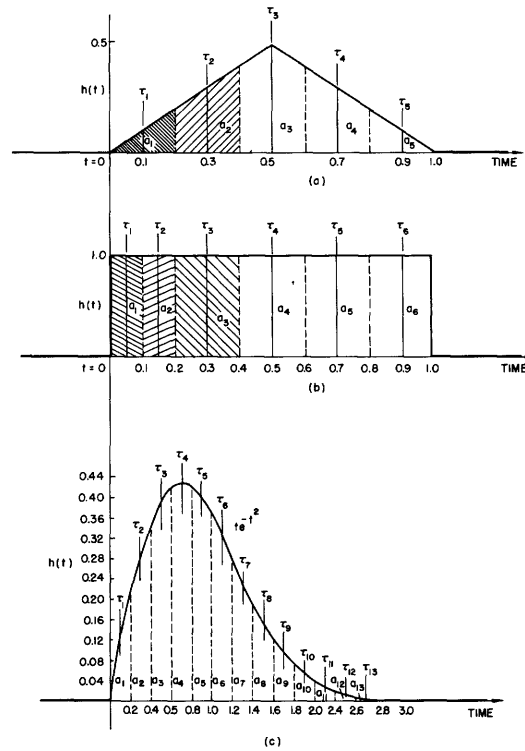 τ₃
0.5
τ₂ τ₄
h(t)
τ₁ τ₅
a₁ a₂ a₃ a₄ a₅
t=0 0.1 0.3 0.5 0.7 0.9 1.0 TIME
(a)
τ₁ τ₂ τ₃ τ₄ τ₅ τ₆
1.0
h(t) a₁ a₂ a₃ a₄ a₅ a₆
t=0 0.1 0.2 0.3 0.4 0.5 0.6 0.7 0.8 0.9 1.0 TIME
(b)
τ₄
0.44 τ₃ τ₅
0.40
0.36 τ₂ τ₆
te^-t²
0.32
0.28
h(t) 0.24 τ₇
0.20 τ₁ τ₈
0.16
0.12 τ₉
0.08 τ₁₀ τ₁₁ τ₁₂ τ₁₃
0.04 a₁ a₂ a₃ a₄ a₅ a₆ a₇ a₈ a₉ a₁₀ a₁₂ a₁₃
0.2 0.4 0.6 0.8 1.0 1.2 1.4 1.6 1.8 2.0 2.2 2.4 2.6 2.8 3.0 TIME
(c)